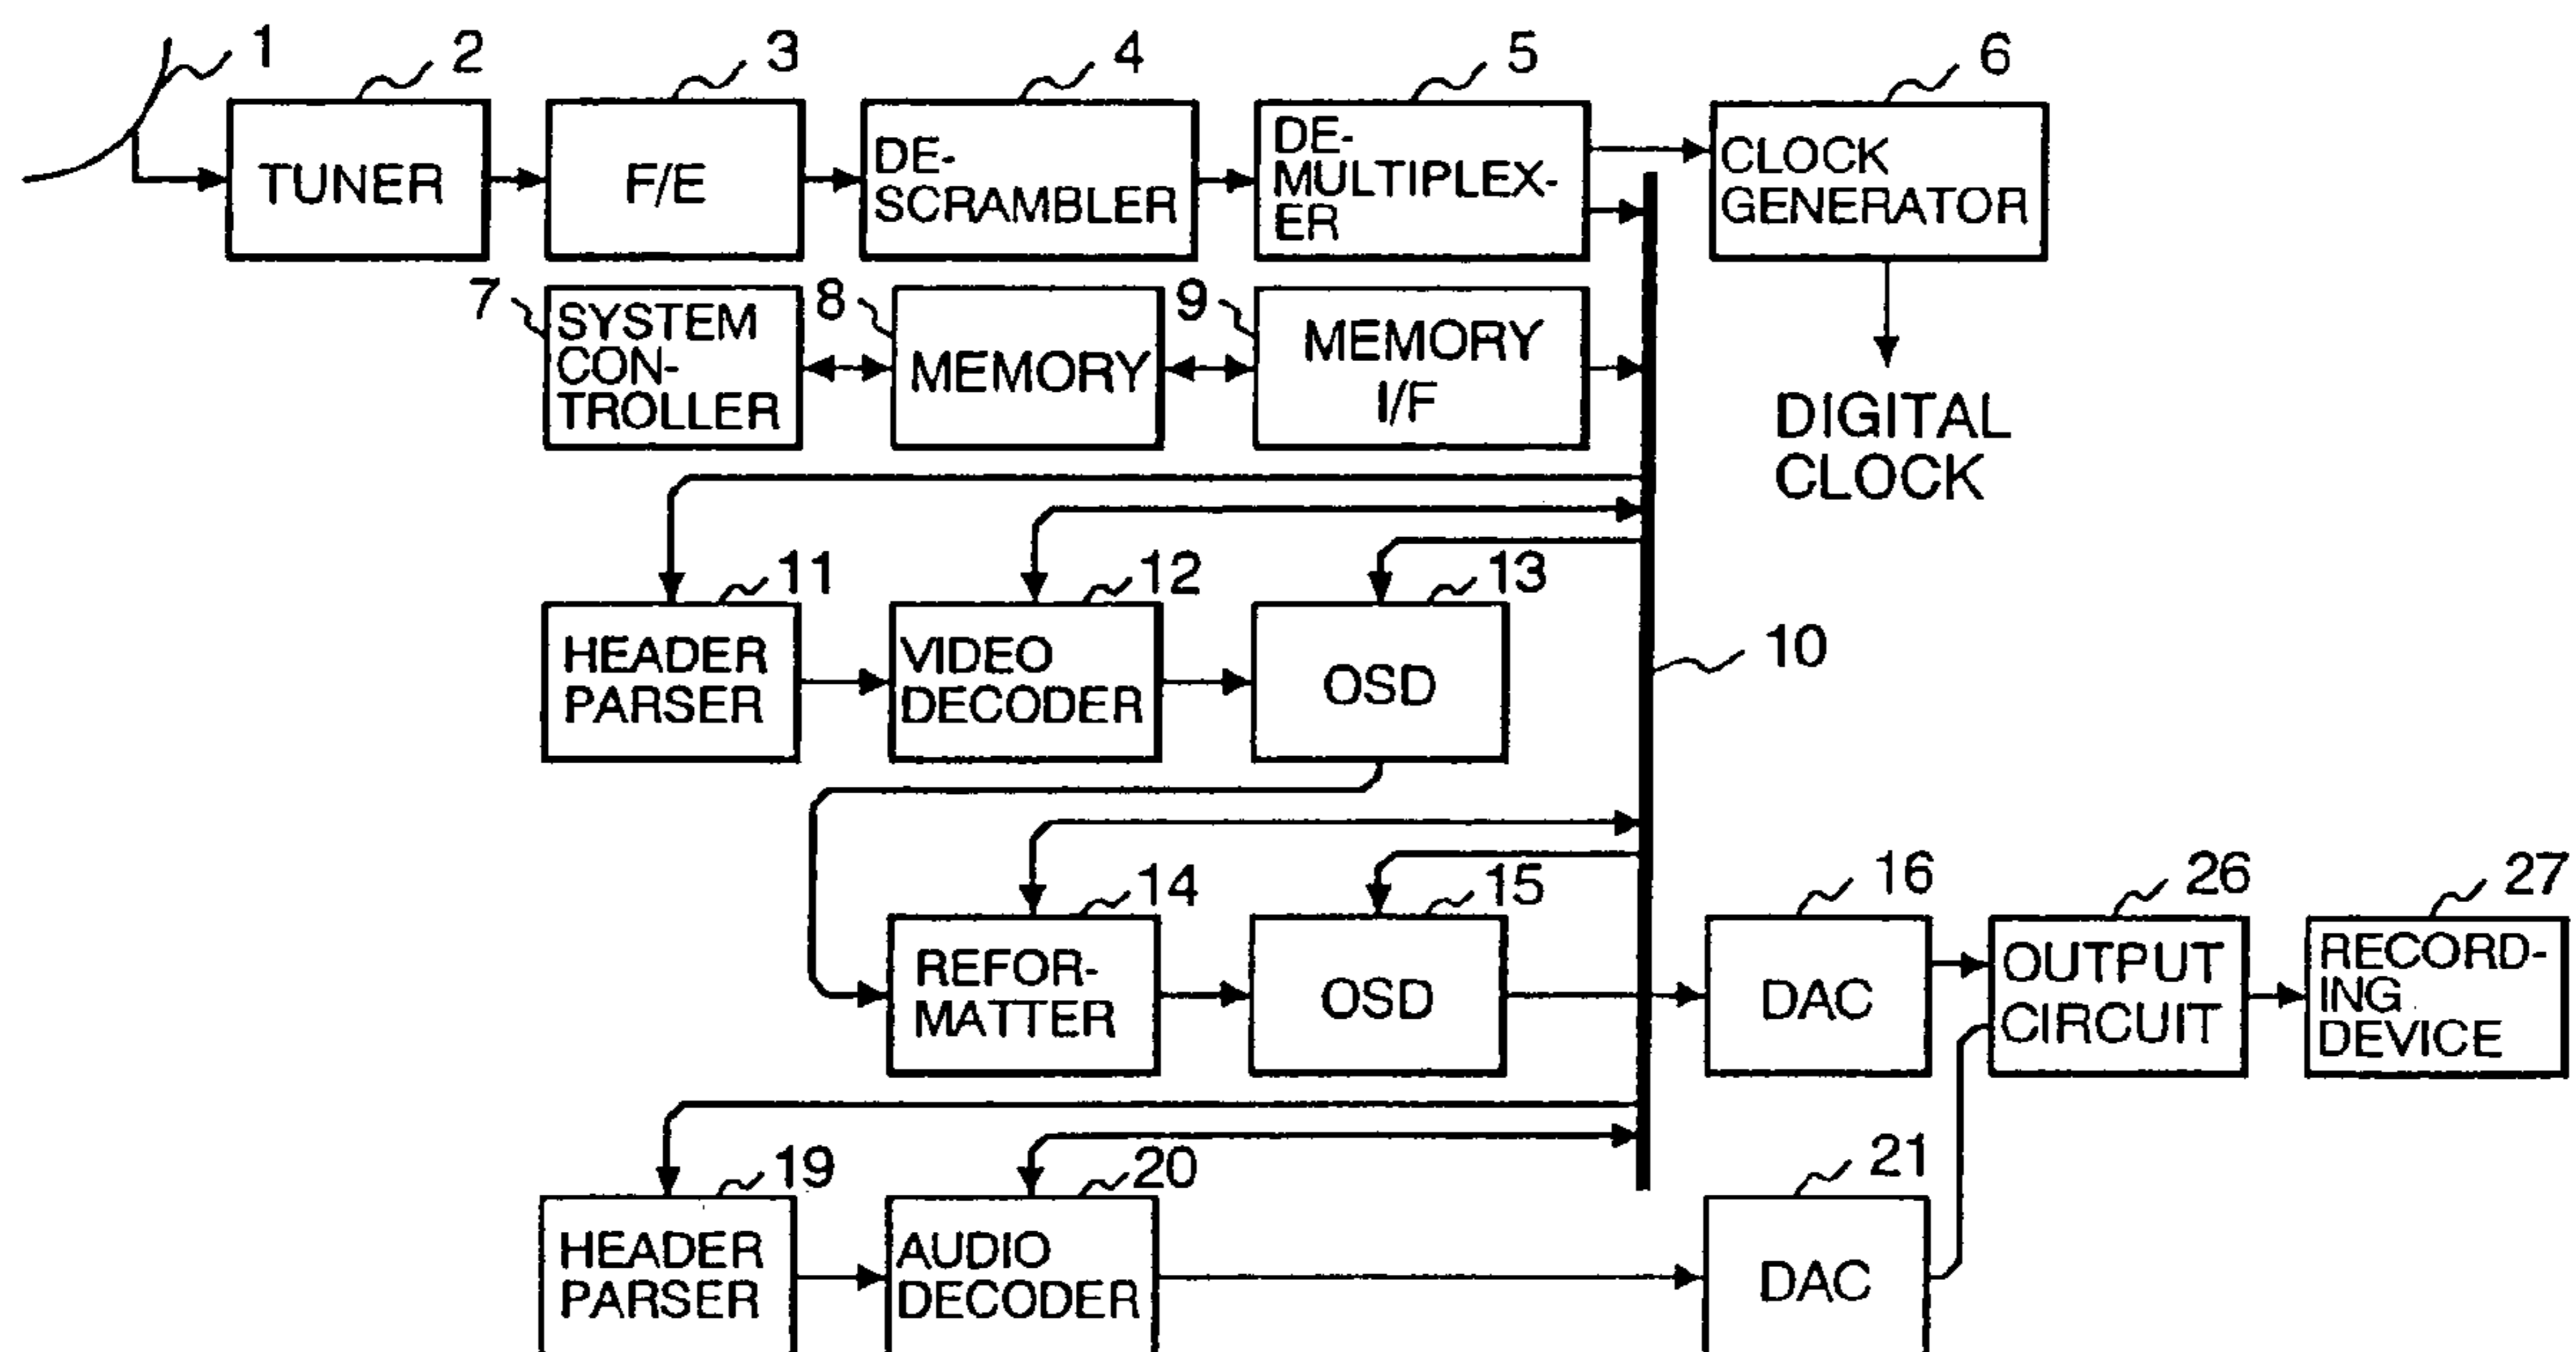 1
2
3
4
5
6
TUNER
F/E
DE-
SCRAMBLER
DE-
MULTIPLEX-
ER
CLOCK
GENERATOR
7
8
9
SYSTEM
CON-
TROLLER
MEMORY
MEMORY
I/F
DIGITAL
CLOCK
11
12
13
HEADER
PARSER
VIDEO
DECODER
OSD
10
14
15
16
26
27
REFOR-
MATTER
OSD
DAC
OUTPUT
CIRCUIT
RECORD-
ING
DEVICE
19
20
21
HEADER
PARSER
AUDIO
DECODER
DAC